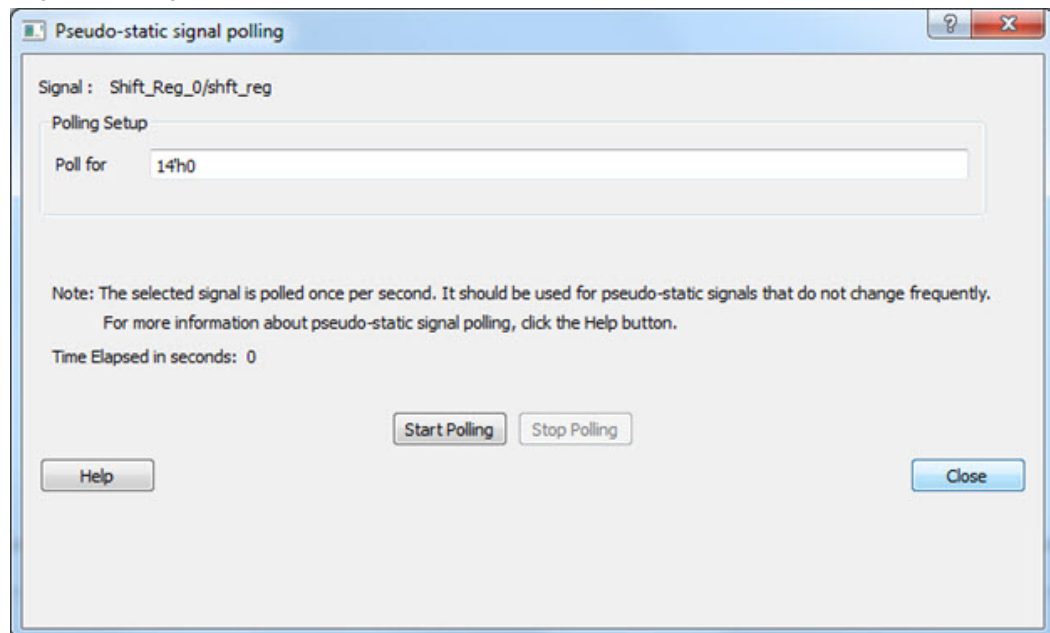 Pseudo-static signal polling
Signal : Shift_Reg_0/shft_reg
Polling Setup
Poll for 14'h0
Note: The selected signal is polled once per second. It should be used for pseudo-static signals that do not change frequently.
For more information about pseudo-static signal polling, click the Help button.
Time Elapsed in seconds: 0
Start Polling Stop Polling
Help Close